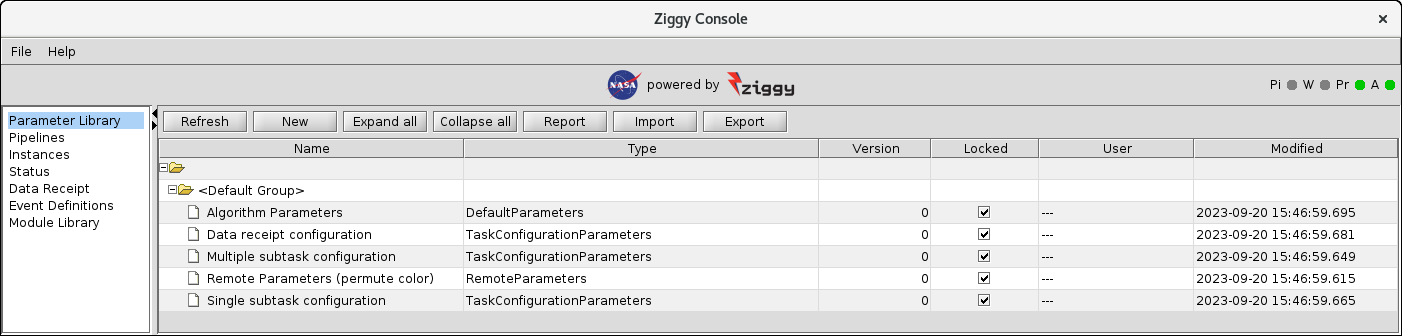 Ziggy Console
File Help
NASA powered by ziggy
Pi W Pr A
Parameter Library
Pipelines
Instances
Status
Data Receipt
Event Definitions
Module Library
Refresh New Expand all Collapse all Report Import Export
Name Type Version Locked User Modified
<Default Group>
Algorithm Parameters DefaultParameters 0 --- 2023-09-20 15:46:59.695
Data receipt configuration TaskConfigurationParameters 0 --- 2023-09-20 15:46:59.681
Multiple subtask configuration TaskConfigurationParameters 0 --- 2023-09-20 15:46:59.649
Remote Parameters (permute color) RemoteParameters 0 --- 2023-09-20 15:46:59.615
Single subtask configuration TaskConfigurationParameters 0 --- 2023-09-20 15:46:59.665